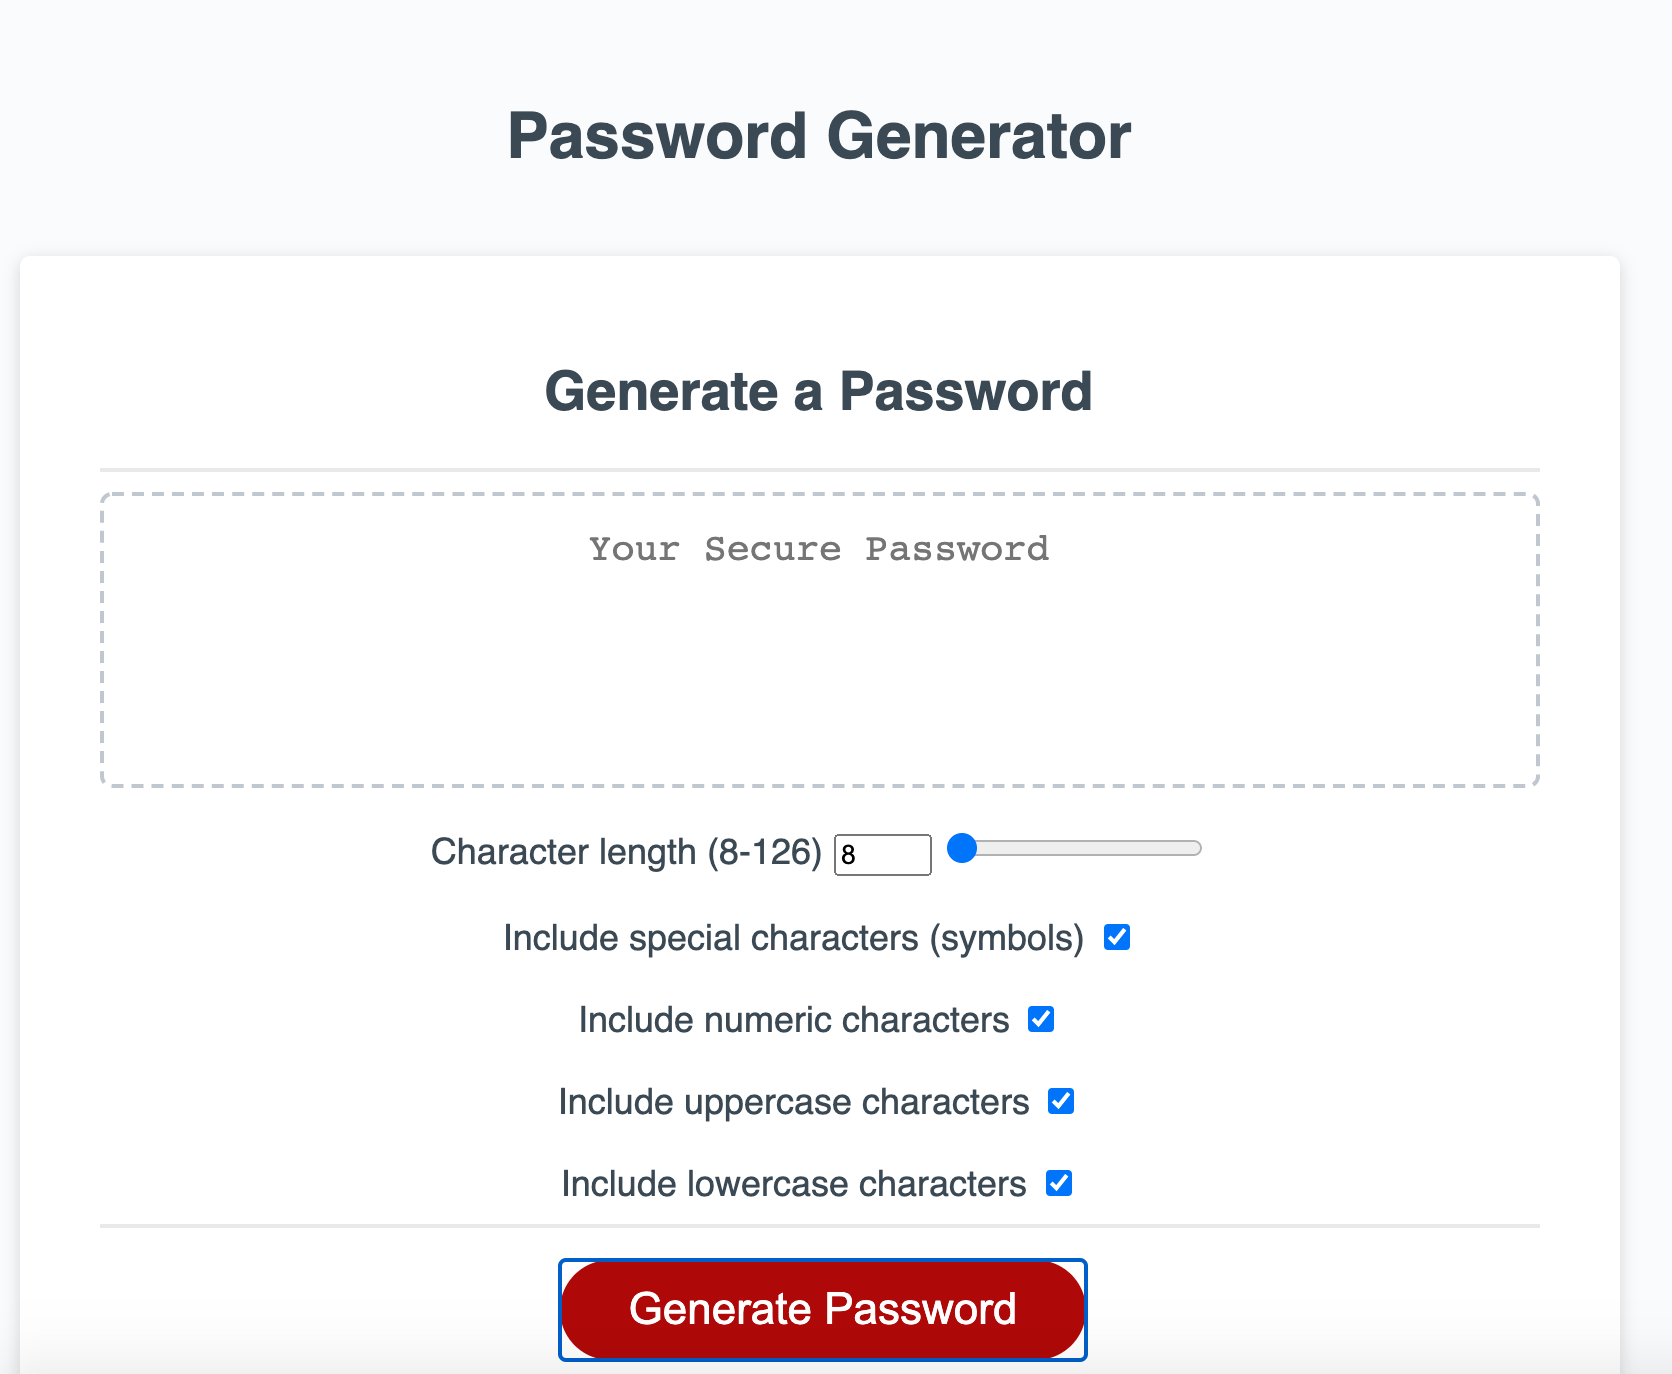 Password Generator
Generate a Password
Your Secure Password
Character length (8-126) 8
Include special characters (symbols)
Include numeric characters
Include uppercase characters
Include lowercase characters
Generate Password